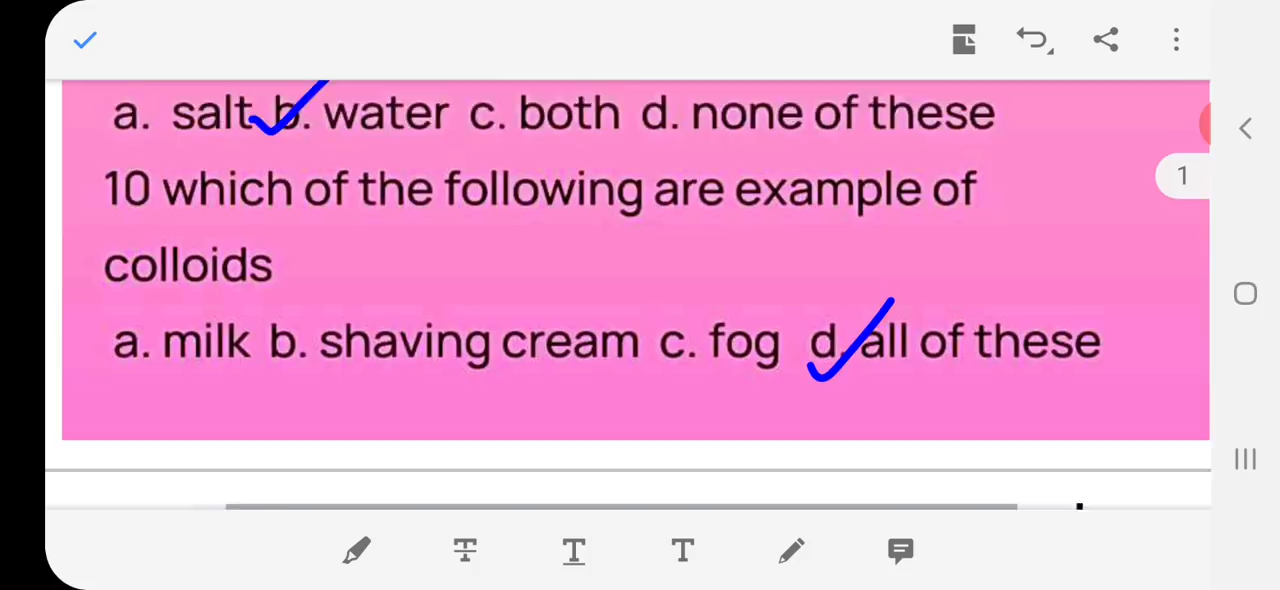 a. salt b. water c. both d. none of these
10 which of the following are example of
colloids
a. milk b. shaving cream c. fog d. all of these
1